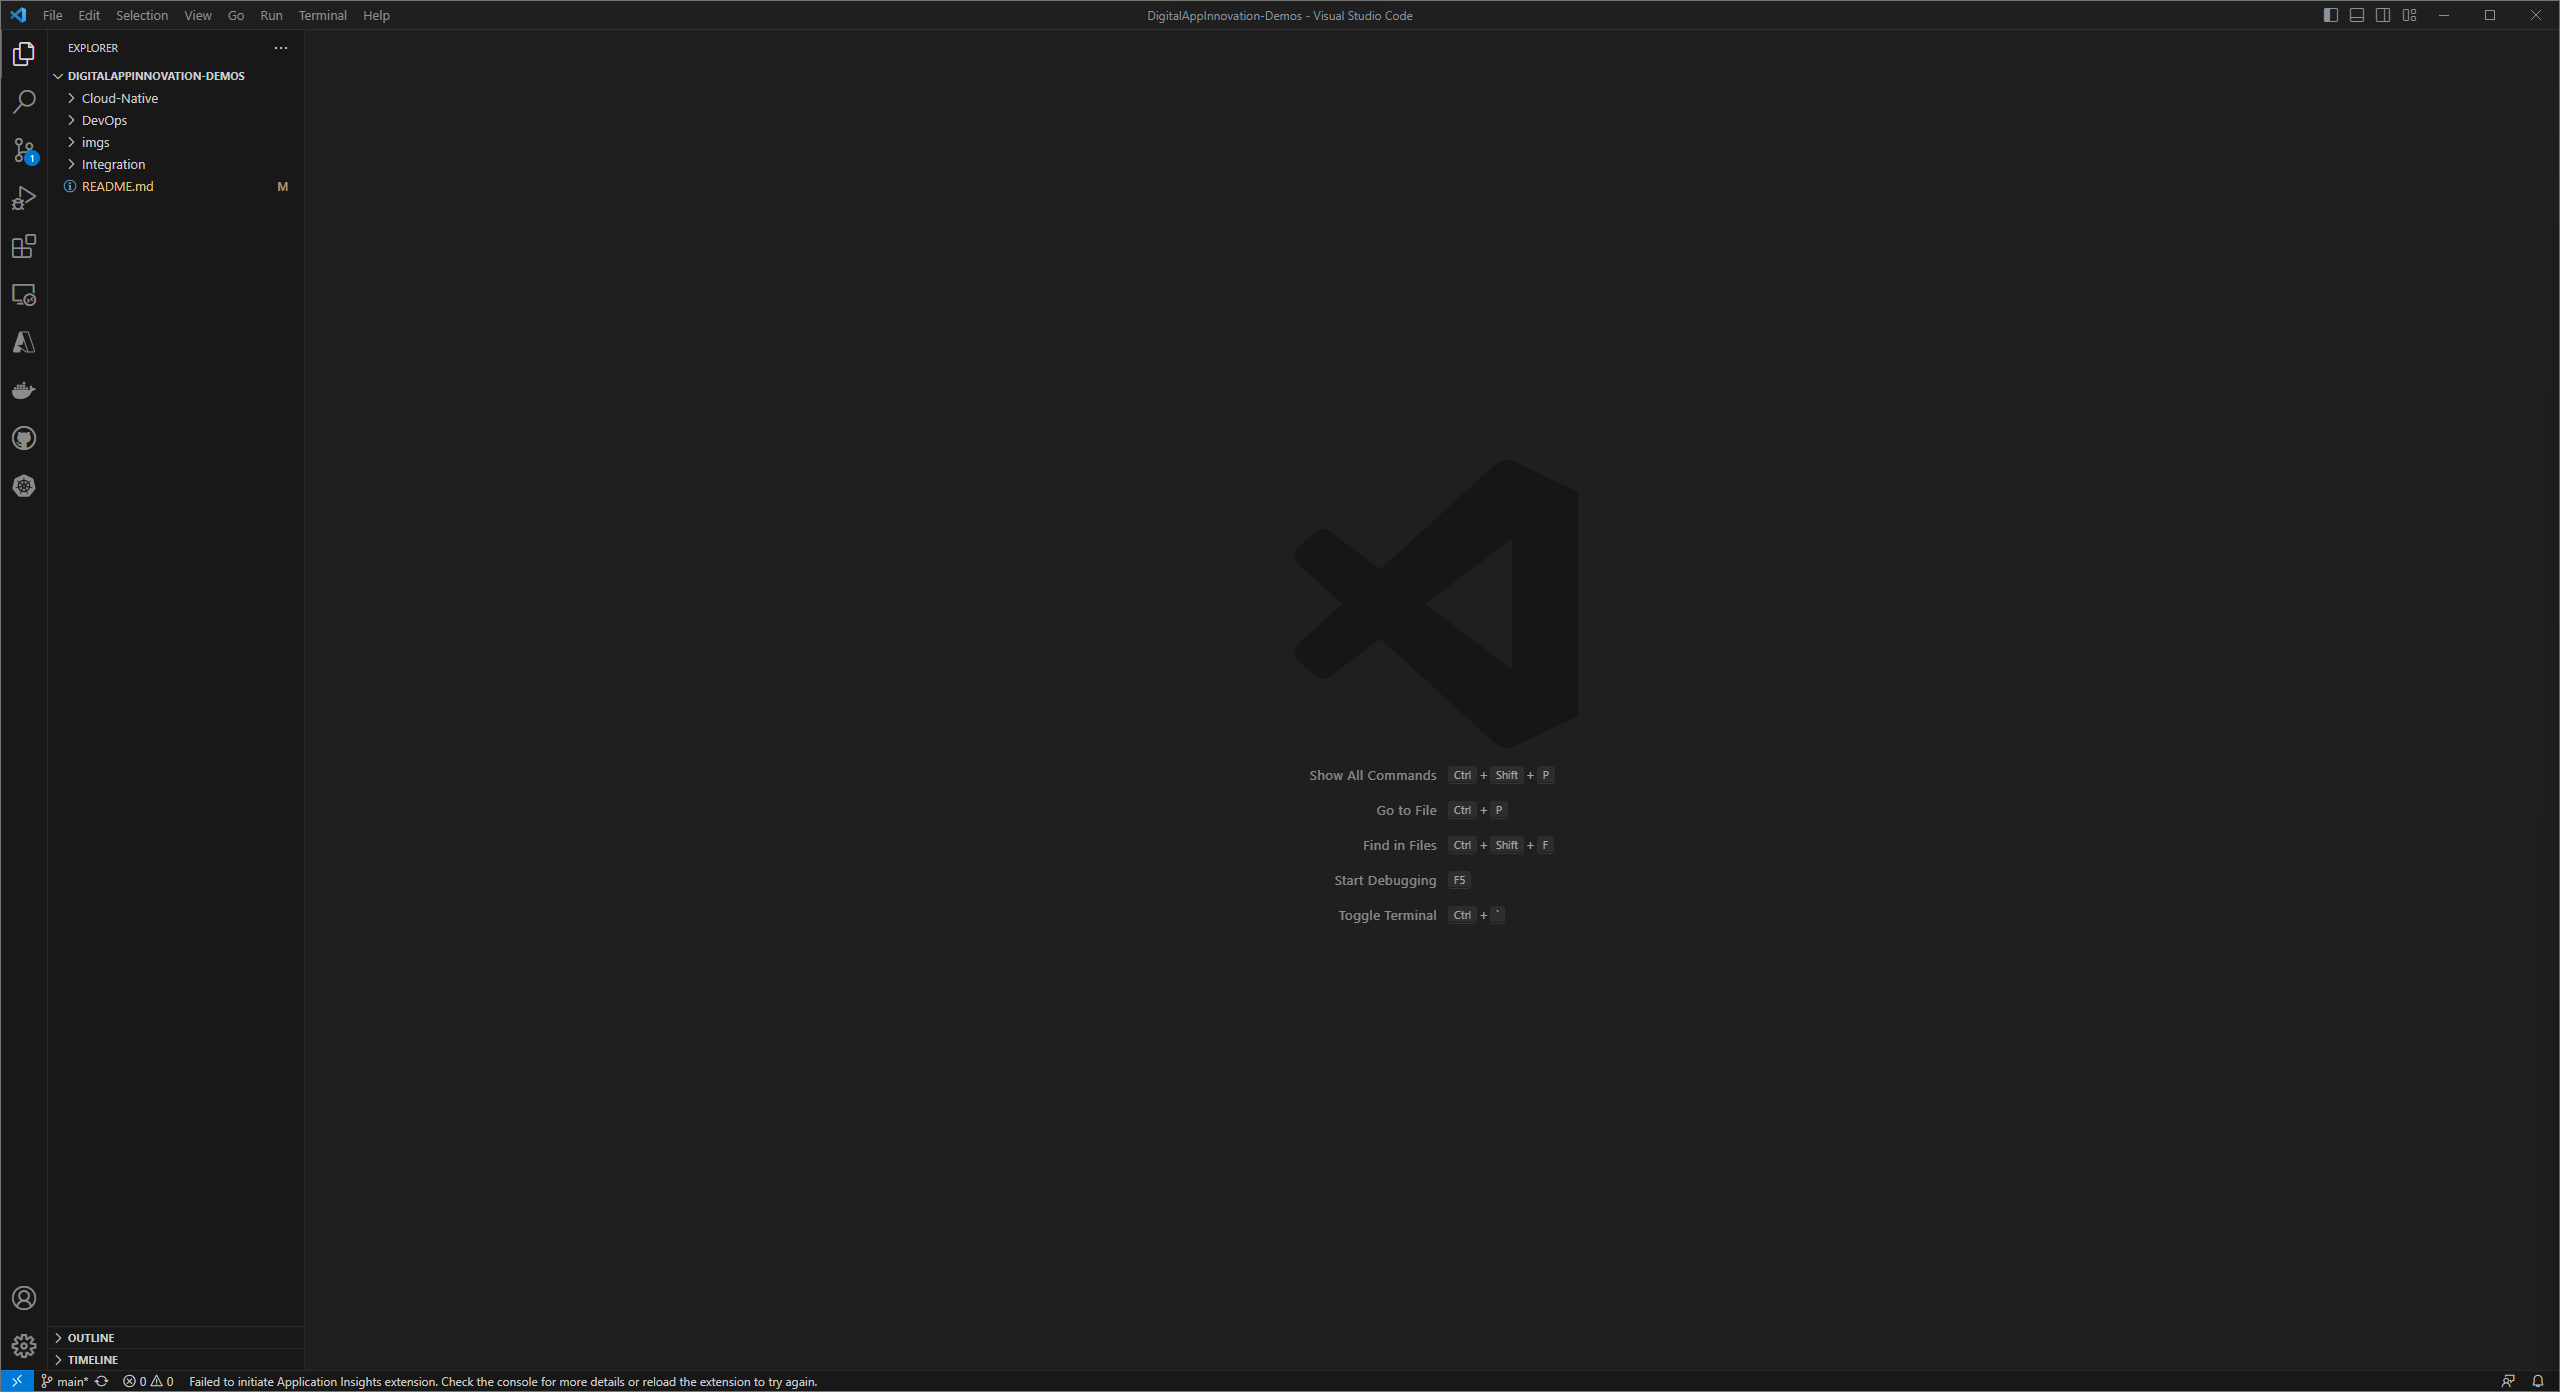 File Edit Selection View Go Run Terminal Help
DigitalAppInnovation-Demos - Visual Studio Code
EXPLORER
DIGITALAPPINNOVATION-DEMOS
Cloud-Native
DevOps
imgs
Integration
README.md M
1
Show All Commands Ctrl + Shift + P
Go to File Ctrl + P
Find in Files Ctrl + Shift + F
Start Debugging F5
Toggle Terminal Ctrl + `
OUTLINE
TIMELINE
main* 0 0 Failed to initiate Application Insights extension. Check the console for more details or reload the extension to try again.